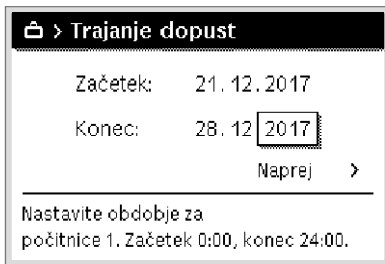 > Trajanje dopust
Začetek: 21.12.2017
Konec: 28.12 2017
Naprej >
Nastavite obdobje za
počitnice 1. Začetek 0:00, konec 24:00.